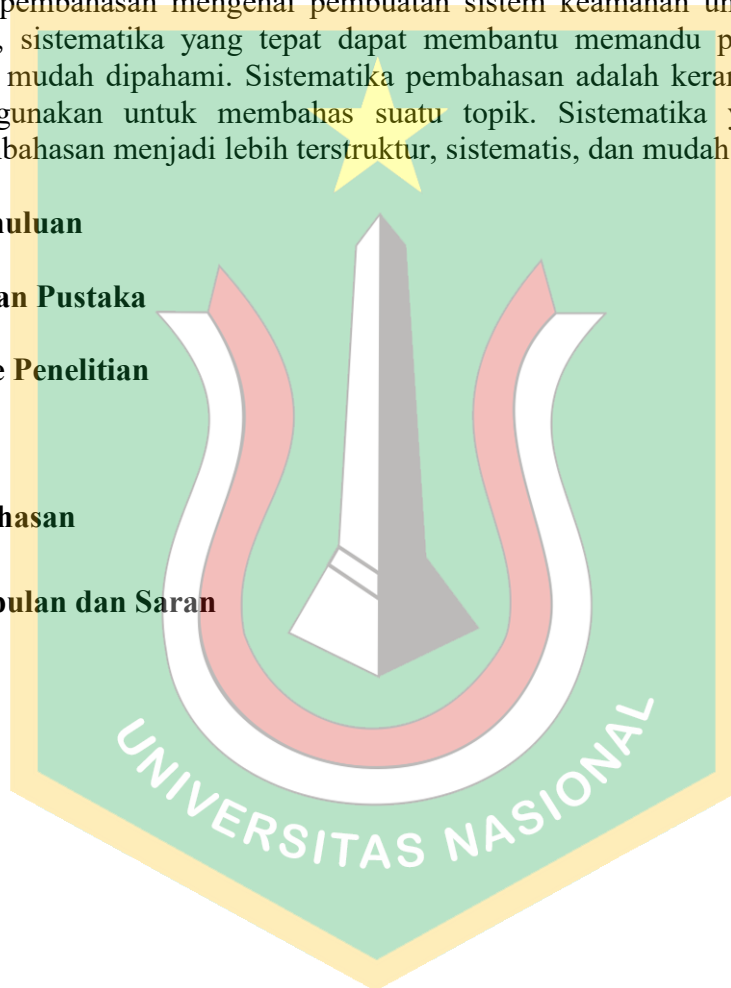 pembahasan mengenai pembuatan sistem keamanan un
, sistematika yang tepat dapat membantu memandu p
mudah dipahami. Sistematika pembahasan adalah keran
gunakan untuk membahas suatu topik. Sistematika y
bahasan menjadi lebih terstruktur, sistematis, dan mudah
huluan
an Pustaka
e Penelitian
hasan
pulan dan Saran
UNIVERSITAS NASIONAL